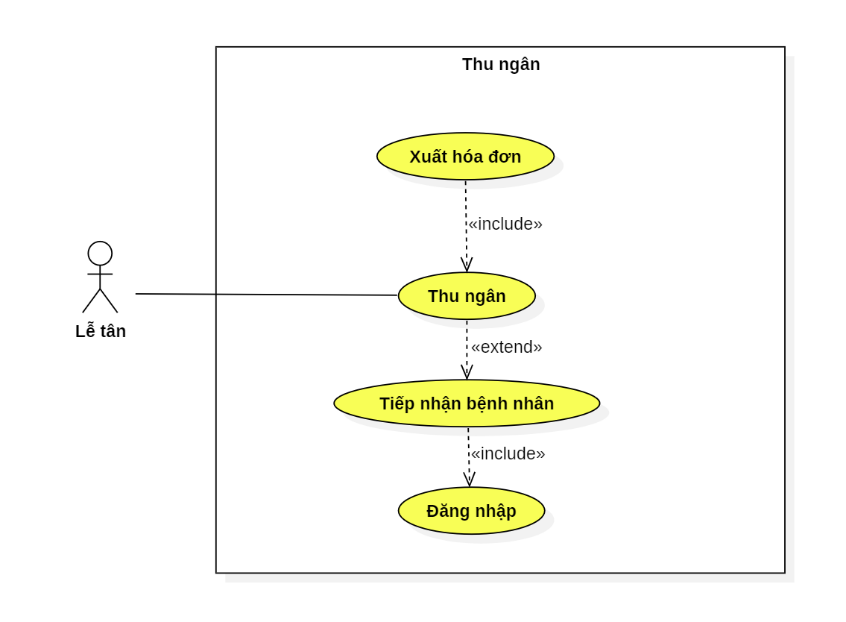 Thu ngân
Xuất hóa đơn
«include»
Thu ngân
Lễ tân
«extend»
Tiếp nhận bệnh nhân
«include»
Đăng nhập